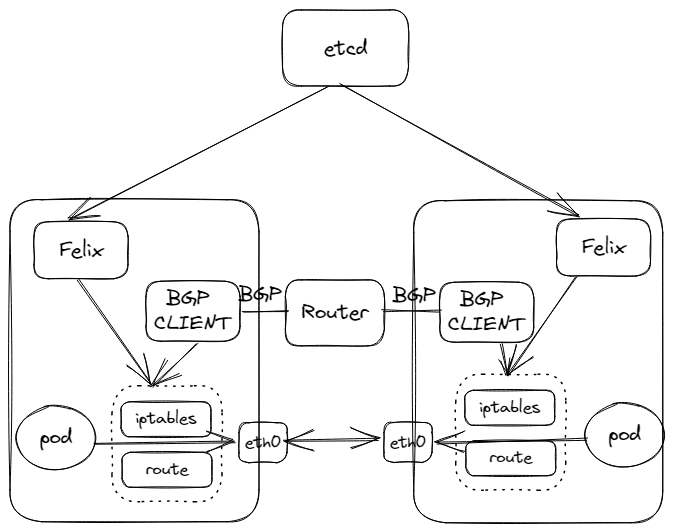 etcd
Felix
Felix
BGP
CLIENT
BGP
Router
BGP
BGP
CLIENT
iptables
iptables
pod
eth0
eth0
pod
route
route